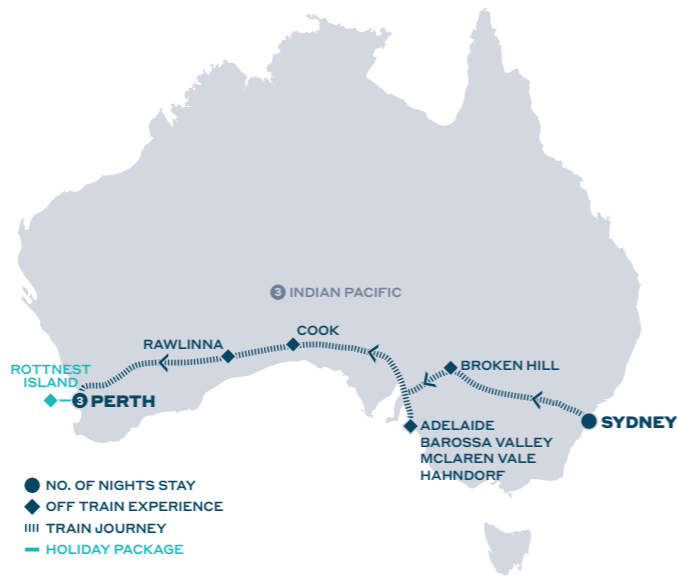 3 INDIAN PACIFIC
COOK
RAWLINNA
BROKEN HILL
ROTTNEST
ISLAND
3 PERTH
SYDNEY
ADELAIDE
BAROSSA VALLEY
MCLAREN VALE
HAHNDORF
NO. OF NIGHTS STAY
OFF TRAIN EXPERIENCE
TRAIN JOURNEY
HOLIDAY PACKAGE